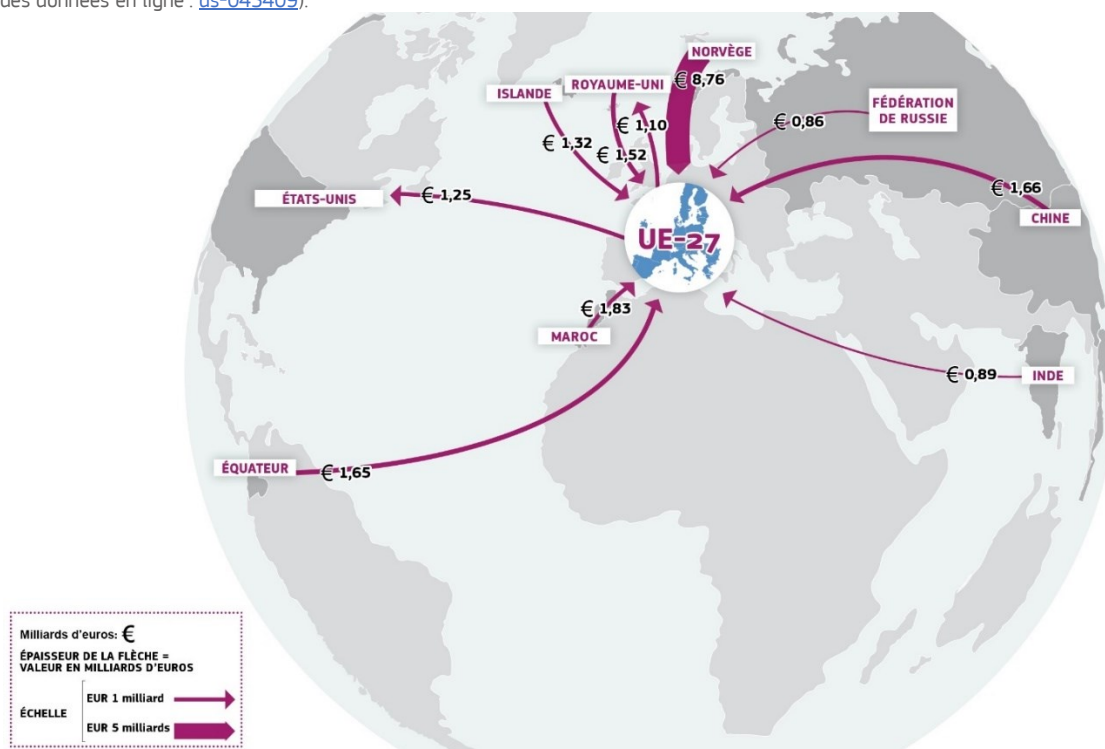 des données en ligne : ds-045409).
NORVÈGE
€ 8,76
ROYAUME-UNI
ISLANDE
€ 1,10
€ 1,32
€ 1,52
FÉDÉRATION
DE RUSSIE
€ 0,86
ÉTATS-UNIS
€ 1,25
€ 1,66
CHINE
UE-27
€ 1,83
MAROC
€ 0,89
INDE
ÉQUATEUR
€ 1,65
Milliards d'euros: €
ÉPAISSEUR DE LA FLÈCHE =
VALEUR EN MILLIARDS D'EUROS
ÉCHELLE
EUR 1 milliard
EUR 5 milliards